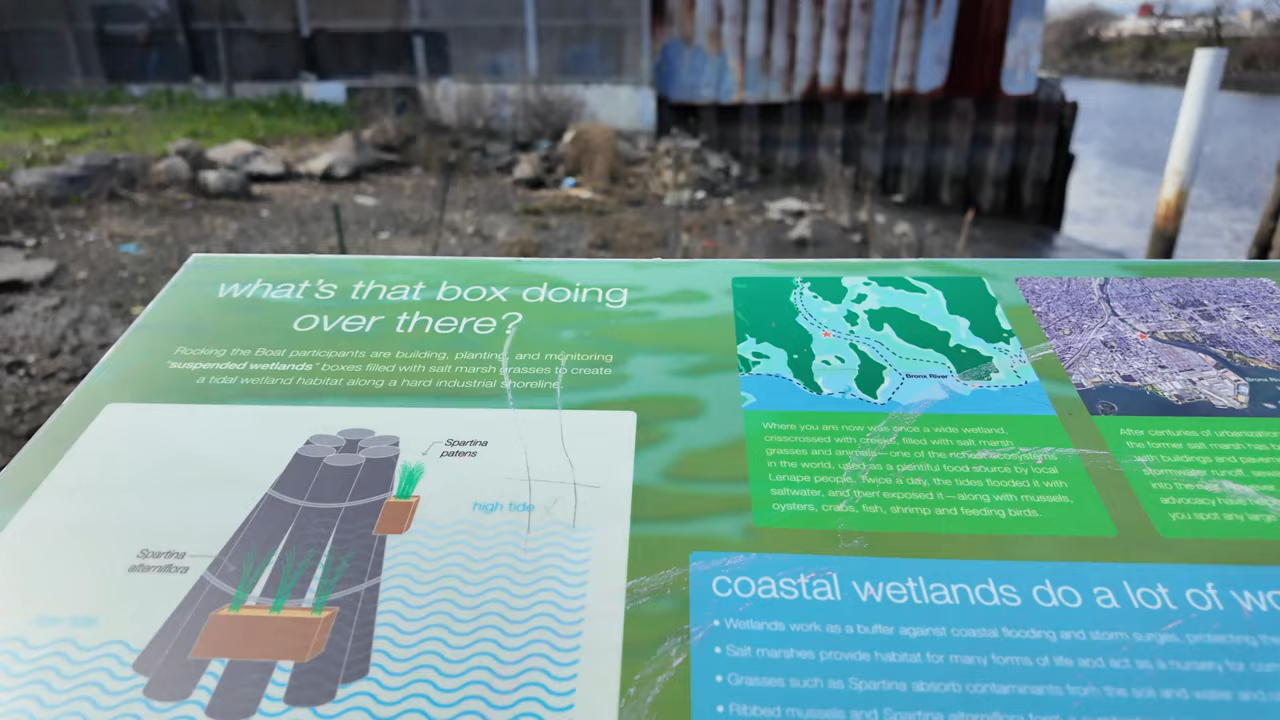 what's that box doing
over there?
Rocking the Boat participants are building, planting, and monitoring
"suspended wetlands" boxes filled with salt marsh grasses to create
a tidal wetland habitat along a hard industrial shoreline.
Spartina
patens
high tide
Spartina
alterniflora
Bronx River
Where you are now was once a wide wetland,
crisscrossed with creeks, filled with salt marsh
grasses and animals—one of the richest ecosystems
in the world, used as a plentiful food source by local
Lenape people. Twice a day, the tides flooded it with
saltwater, and then exposed it—along with mussels,
oysters, crabs, fish, shrimp and feeding birds.
Bronx
After centuries of urbanization
the former salt marsh has
with buildings and
stormwater runoff,
into the
advocacy have
you spot any large
coastal wetlands do a lot of
• Wetlands work as a buffer against coastal flooding and storm surges, protecting
• Salt marshes provide habitat for many forms of life and act as a nursery for
• Grasses such as Spartina absorb contaminants from the soil and water and
• Ribbed mussels and Spartina alterniflora form a